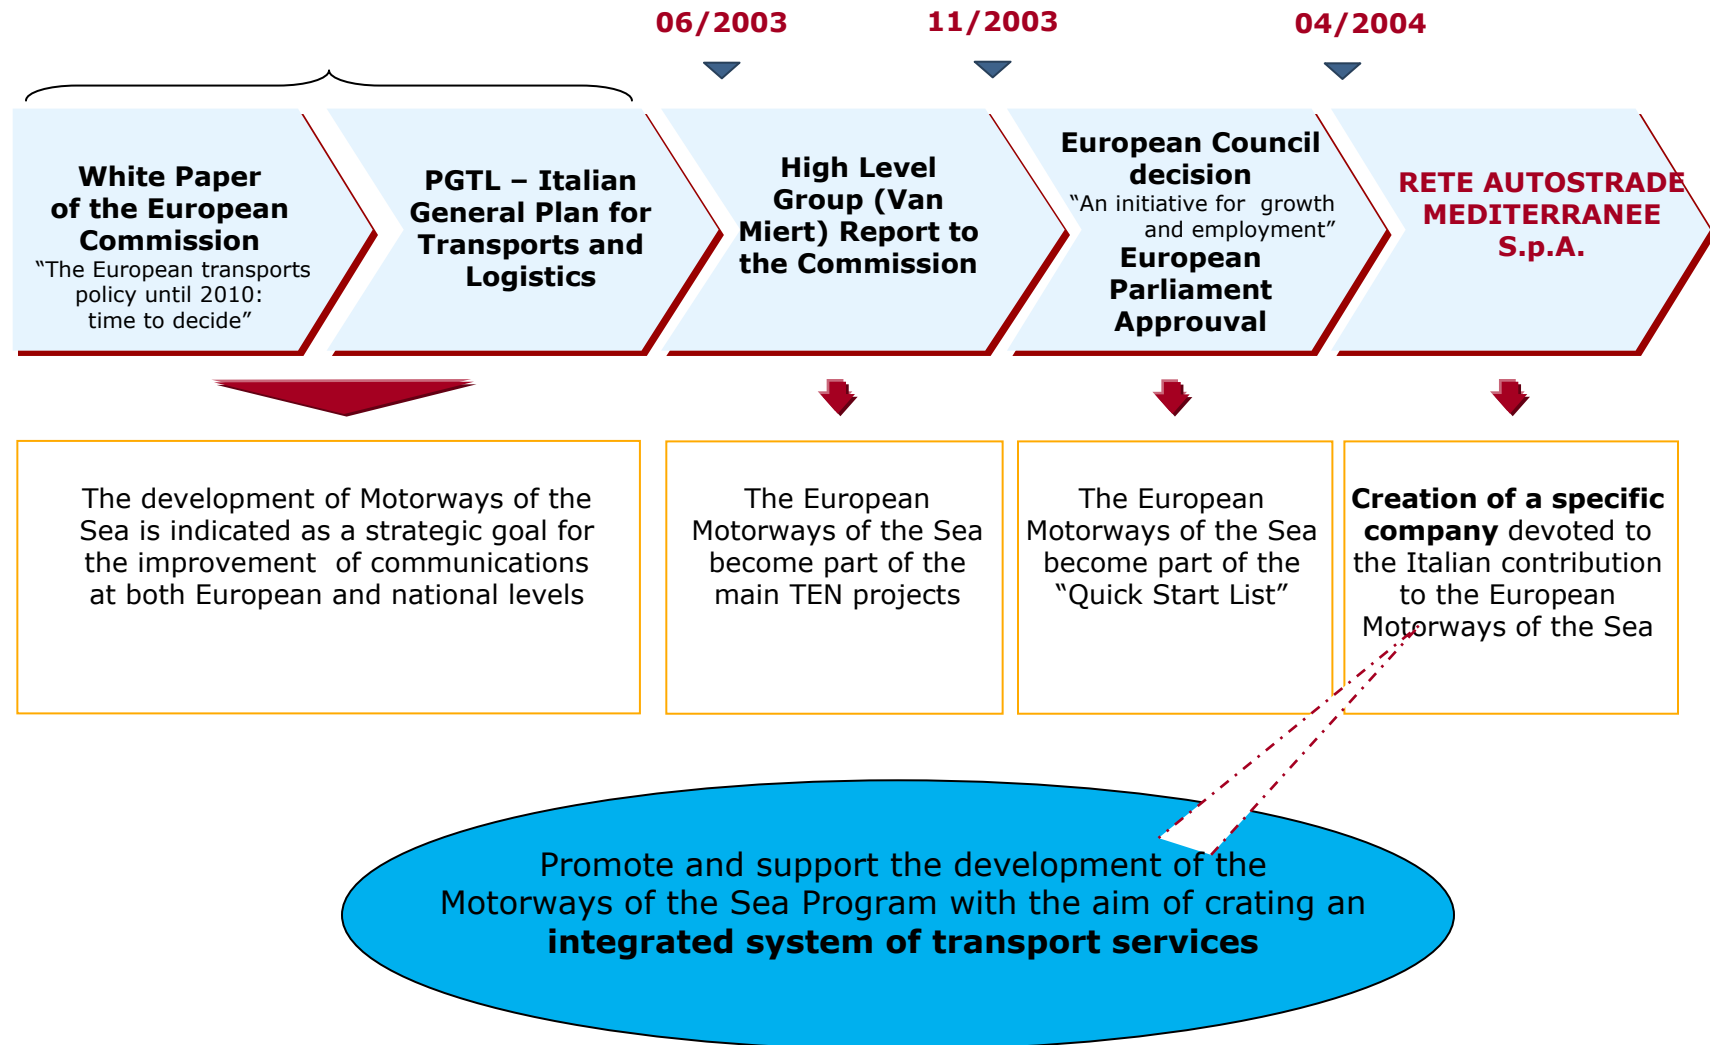 06/2003
11/2003
04/2004
White Paper
of the European
Commission
“The European transports
policy until 2010:
time to decide”
PGTL – Italian
General Plan for
Transports and
Logistics
High Level
Group (Van
Miert) Report to
the Commission
European Council
decision
“An initiative for growth
and employment”
European
Parliament
Approuval
RETE AUTOSTRADE
MEDITERRANEE
S.p.A.
The development of Motorways of the
Sea is indicated as a strategic goal for
the improvement of communications
at both European and national levels
The European
Motorways of the Sea
become part of the
main TEN projects
The European
Motorways of the Sea
become part of the
“Quick Start List”
Creation of a specific
company devoted to
the Italian contribution
to the European
Motorways of the Sea
Promote and support the development of the
Motorways of the Sea Program with the aim of crating an
integrated system of transport services